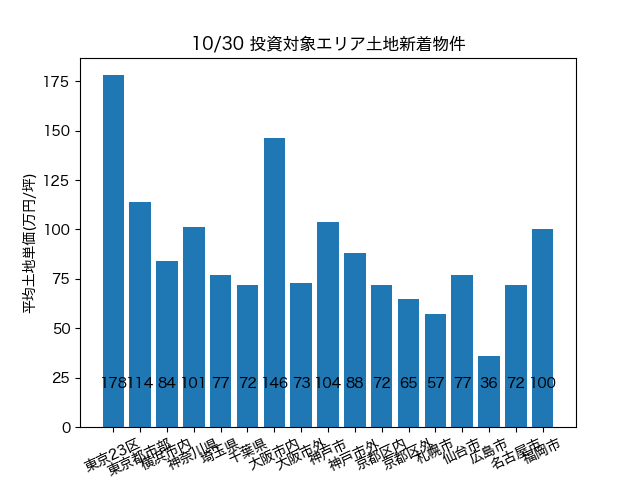 10/30 投資対象エリア土地新着物件
平均土地単価(万円/坪)
175
150
125
100
75
50
25
0
178 114 84 101 77 72 146 73 104 88 72 65 57 77 36 72 100
東京23区
東京都市部
横浜市内
神奈川県
埼玉県
千葉県
大阪市内
大阪市外
神戸市
神戸市外
京都区内
京都区外
札幌市
仙台市
広島市
名古屋市
福岡市